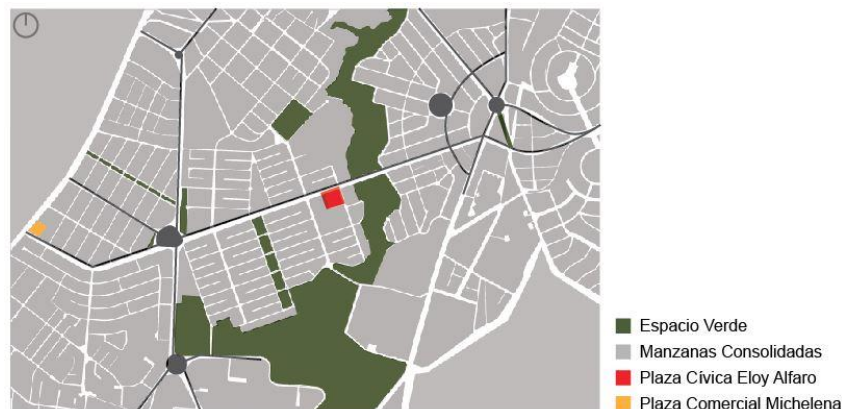 Espacio Verde
Manzanas Consolidadas
Plaza Cívica Eloy Alfaro
Plaza Comercial Michelena